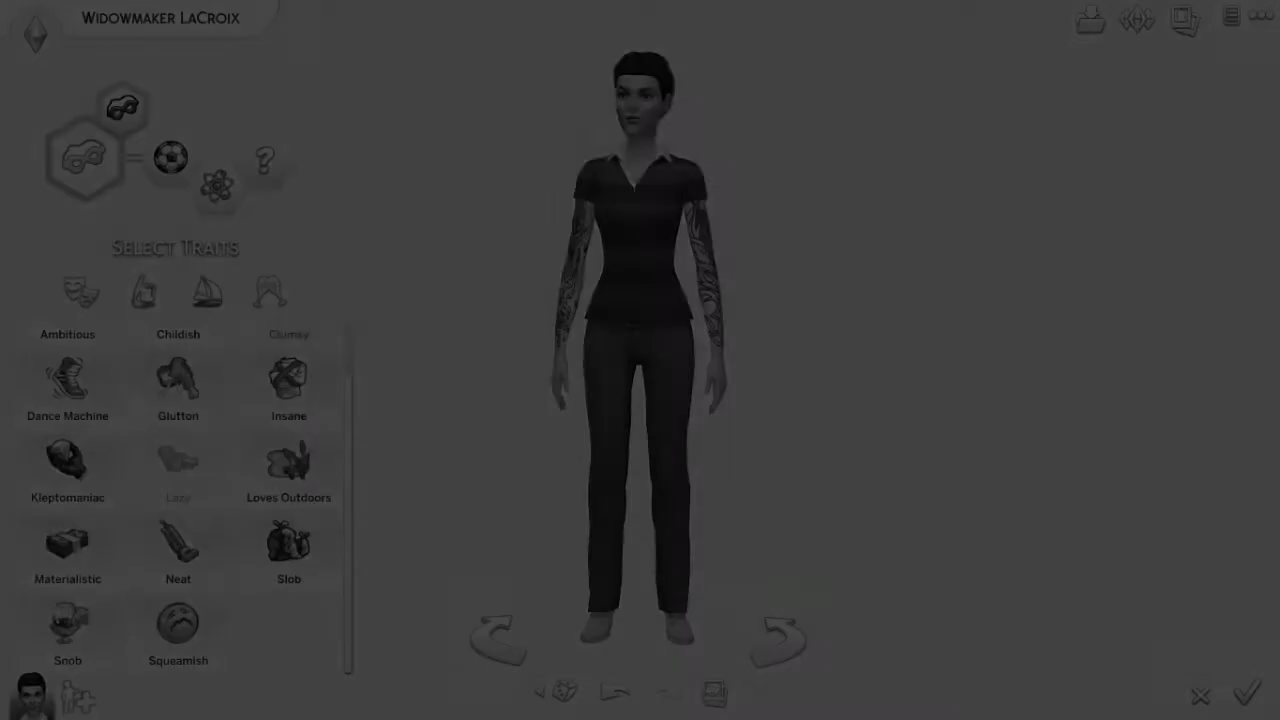 Widowmaker LaCroix
Select Traits
Ambitious Childish Clumsy
Dance Machine Glutton Insane
Kleptomaniac Lazy Loves Outdoors
Materialistic Neat Slob
Snob Squeamish